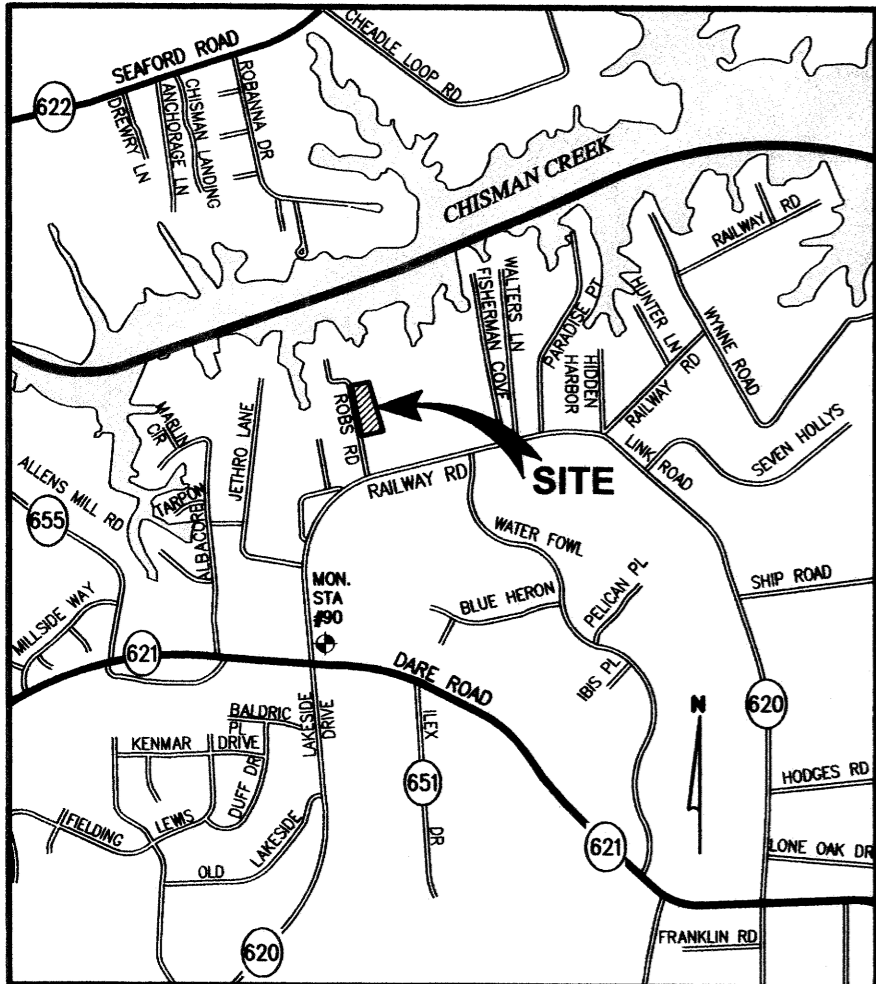 SEAFORD ROAD
622
DREWRY LN
ANCHORAGE LN
CHISMAN LANDING
ROBANNA DR
CHEADLE LOOP RD
CHISMAN CREEK
RAILWAY RD
WYNNE ROAD
HUNTER LN
RAILWAY RD
PARADISE PT
HIDDEN
HARBOR
WALTERS LN
FISHERMAN COVE
ROBS RD
JETHRO LANE
MARLIN
CIR
TARPON
ALBACORE
ALLENS MILL RD
655
MILLSIDE WAY
SITE
RAILWAY RD
LINK ROAD
SEVEN HOLLYS
WATER FOWL
BLUE HERON
PELICAN PL
IBIS PL
SHIP ROAD
MON.
STA
#90
621
DARE ROAD
LAKESIDE
DRIVE
BALDRIC
PL
KENMAR DRIVE
DUFF DR
FIELDING LEWIS
OLD LAKESIDE
620
ILEX
651
DR
621
N
620
HODGES RD
LONE OAK DR
FRANKLIN RD